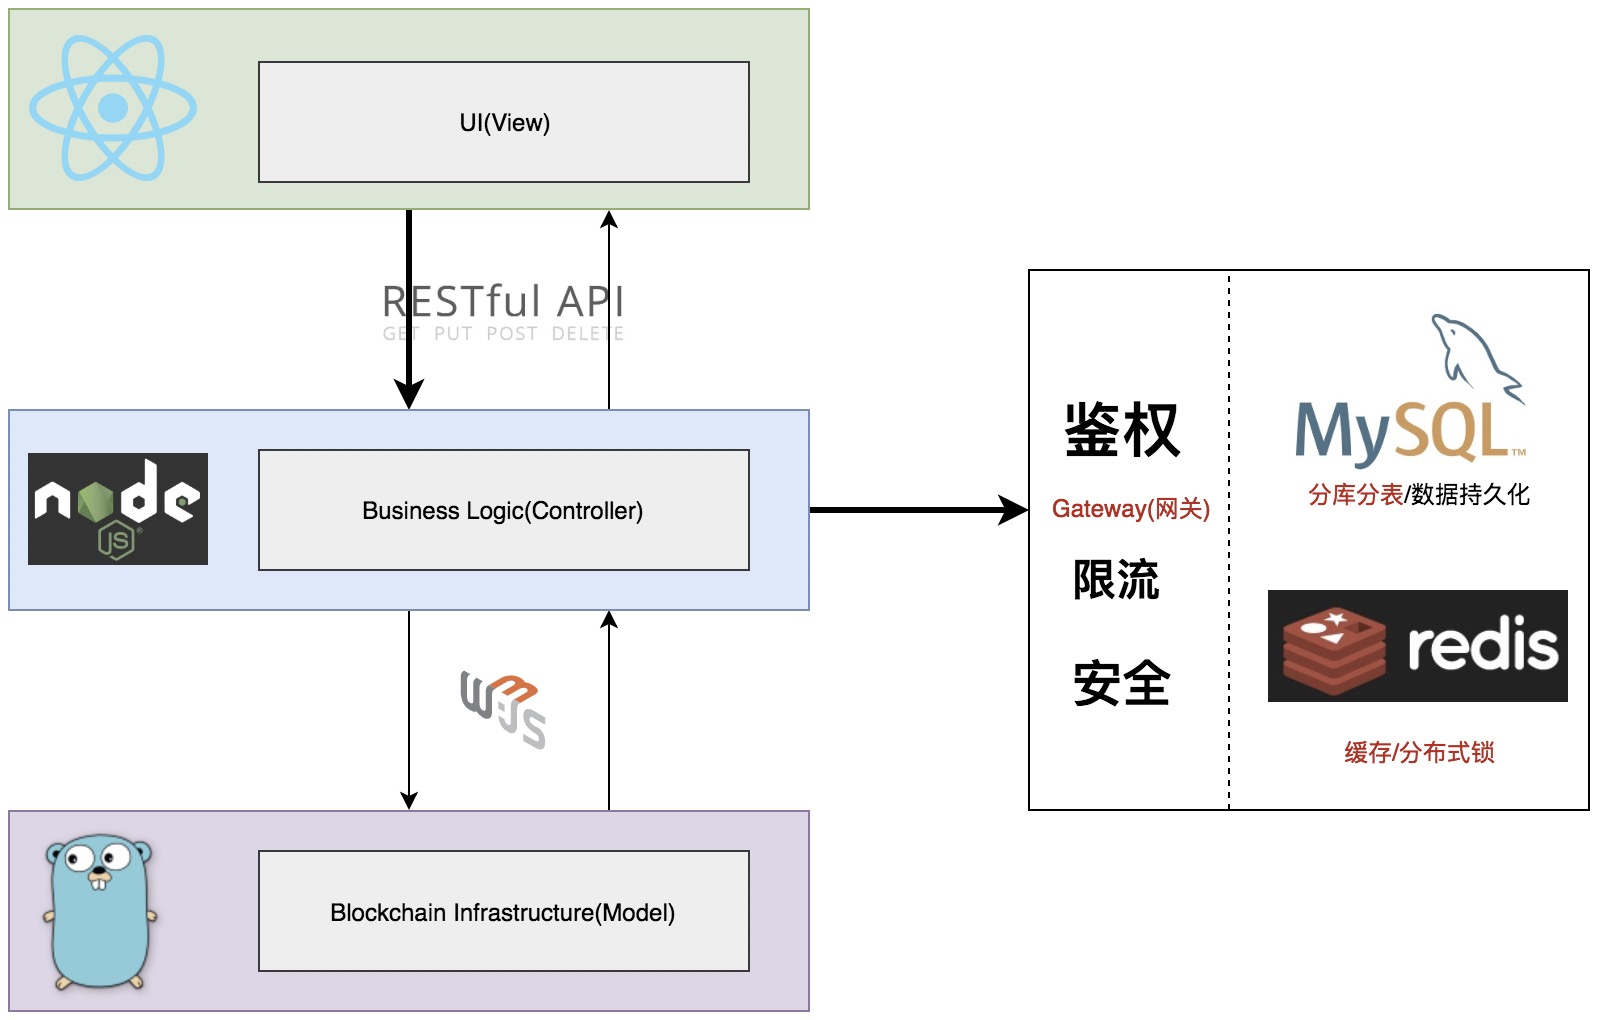 UI(View)
RESTful API
GET PUT POST DELETE
node
JS
Business Logic(Controller)
W3JS
Blockchain Infrastructure(Model)
鉴权
Gateway(网关)
限流
安全
MySQL™
分库分表/数据持久化
redis
缓存/分布式锁